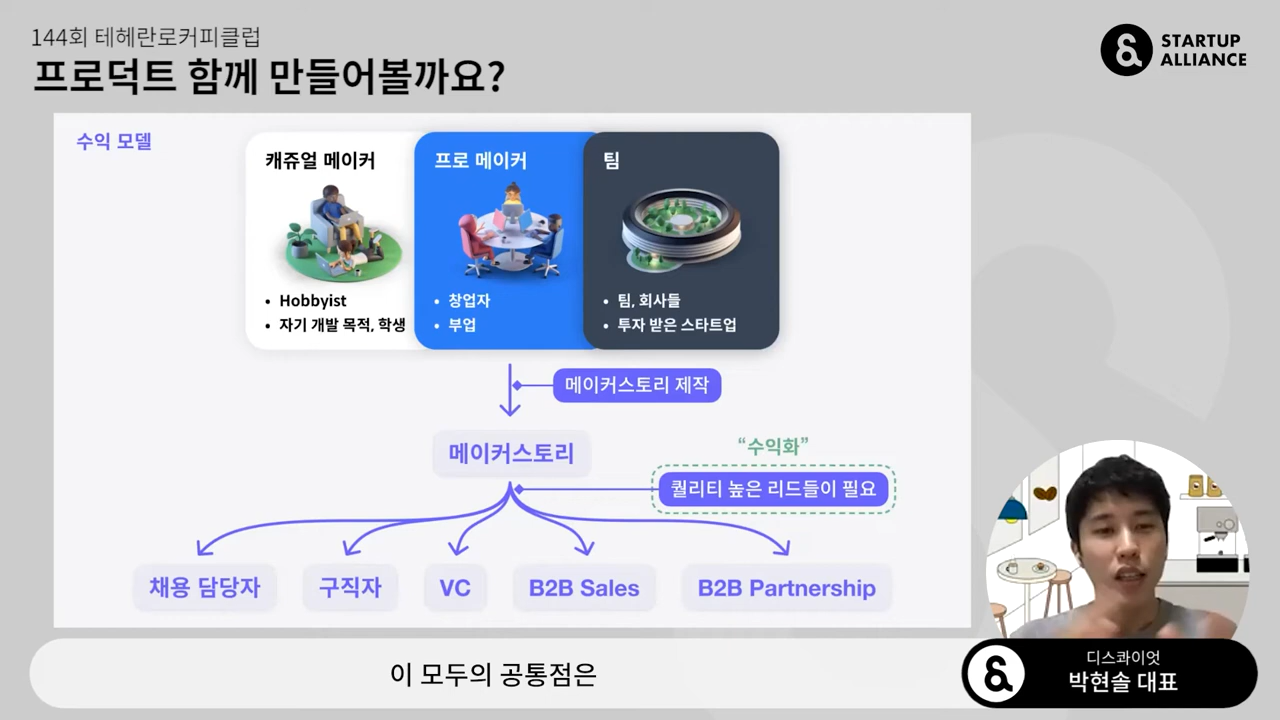 144회 테헤란로커피클럽
프로덕트 함께 만들어볼까요?
STARTUP
ALLIANCE
수익 모델
캐쥬얼 메이커
• Hobbyist
• 자기 개발 목적, 학생
프로 메이커
• 창업자
• 부업
팀
• 팀, 회사들
• 투자 받은 스타트업
메이커스토리 제작
메이커스토리
“수익화”
퀄리티 높은 리드들이 필요
채용 담당자
구직자
VC
B2B Sales
B2B Partnership
이 모두의 공통점은
디스콰이엇
박현솔 대표